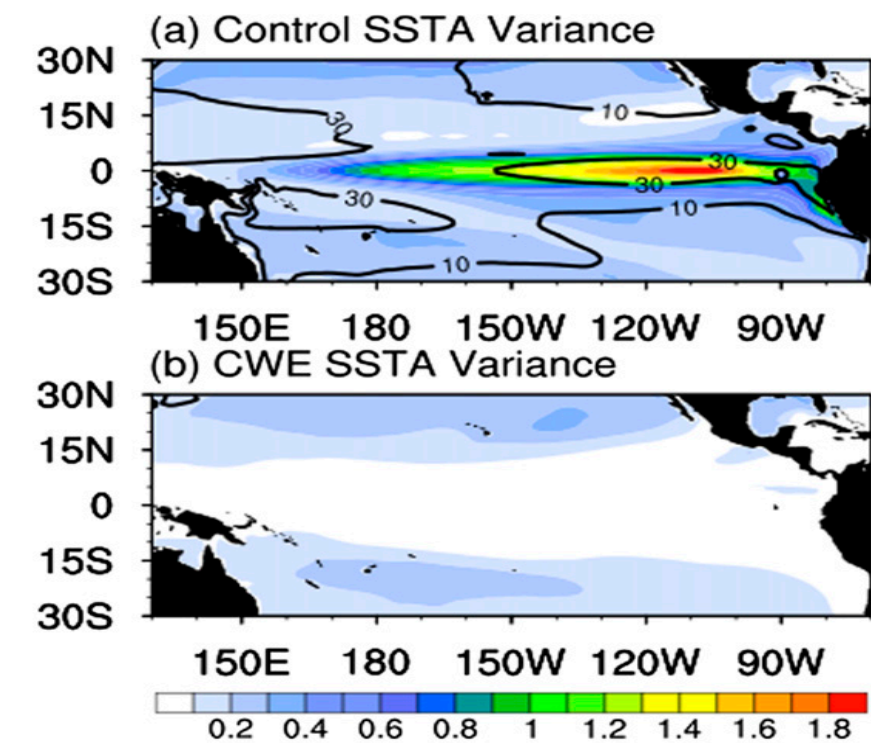 (a) Control SSTA Variance
30N
15N
0
15S
30S
30
10
30
30
30
10
10
150E 180 150W 120W 90W
(b) CWE SSTA Variance
30N
15N
0
15S
30S
150E 180 150W 120W 90W
0.2 0.4 0.6 0.8 1 1.2 1.4 1.6 1.8